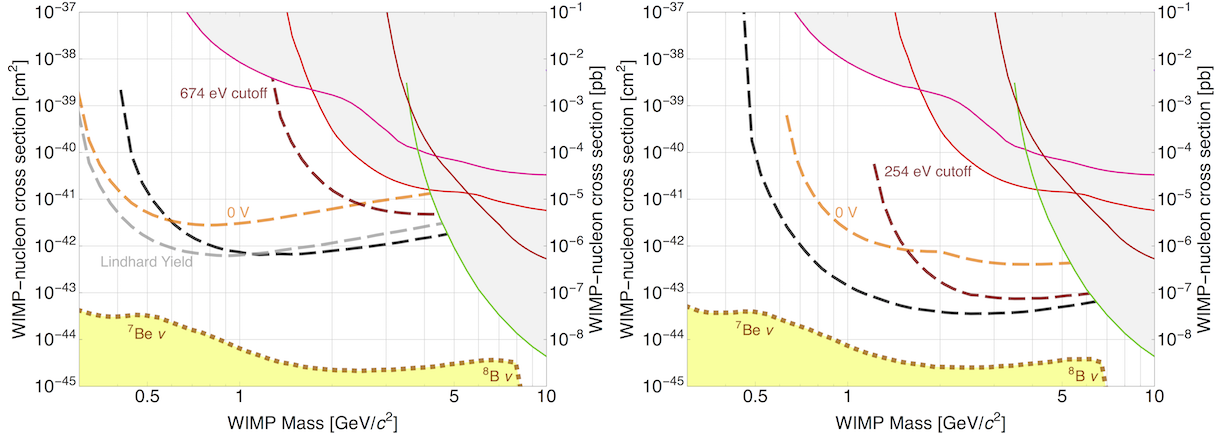 10⁻³⁷
10⁻³⁸
10⁻³⁹
10⁻⁴⁰
10⁻⁴¹
10⁻⁴²
10⁻⁴³
10⁻⁴⁴
10⁻⁴⁵
WIMP−nucleon cross section [cm²]
674 eV cutoff
0 V
Lindhard Yield
⁷Be ν
⁸B ν
0.5 1 5 10
WIMP Mass [GeV/c²]
10⁻¹
10⁻²
10⁻³
10⁻⁴
10⁻⁵
10⁻⁶
10⁻⁷
10⁻⁸
WIMP−nucleon cross section [pb]
10⁻³⁷
10⁻³⁸
10⁻³⁹
10⁻⁴⁰
10⁻⁴¹
10⁻⁴²
10⁻⁴³
10⁻⁴⁴
10⁻⁴⁵
WIMP−nucleon cross section [cm²]
254 eV cutoff
0 V
⁷Be ν
⁸B ν
0.5 1 5 10
WIMP Mass [GeV/c²]
10⁻¹
10⁻²
10⁻³
10⁻⁴
10⁻⁵
10⁻⁶
10⁻⁷
10⁻⁸
WIMP−nucleon cross section [pb]